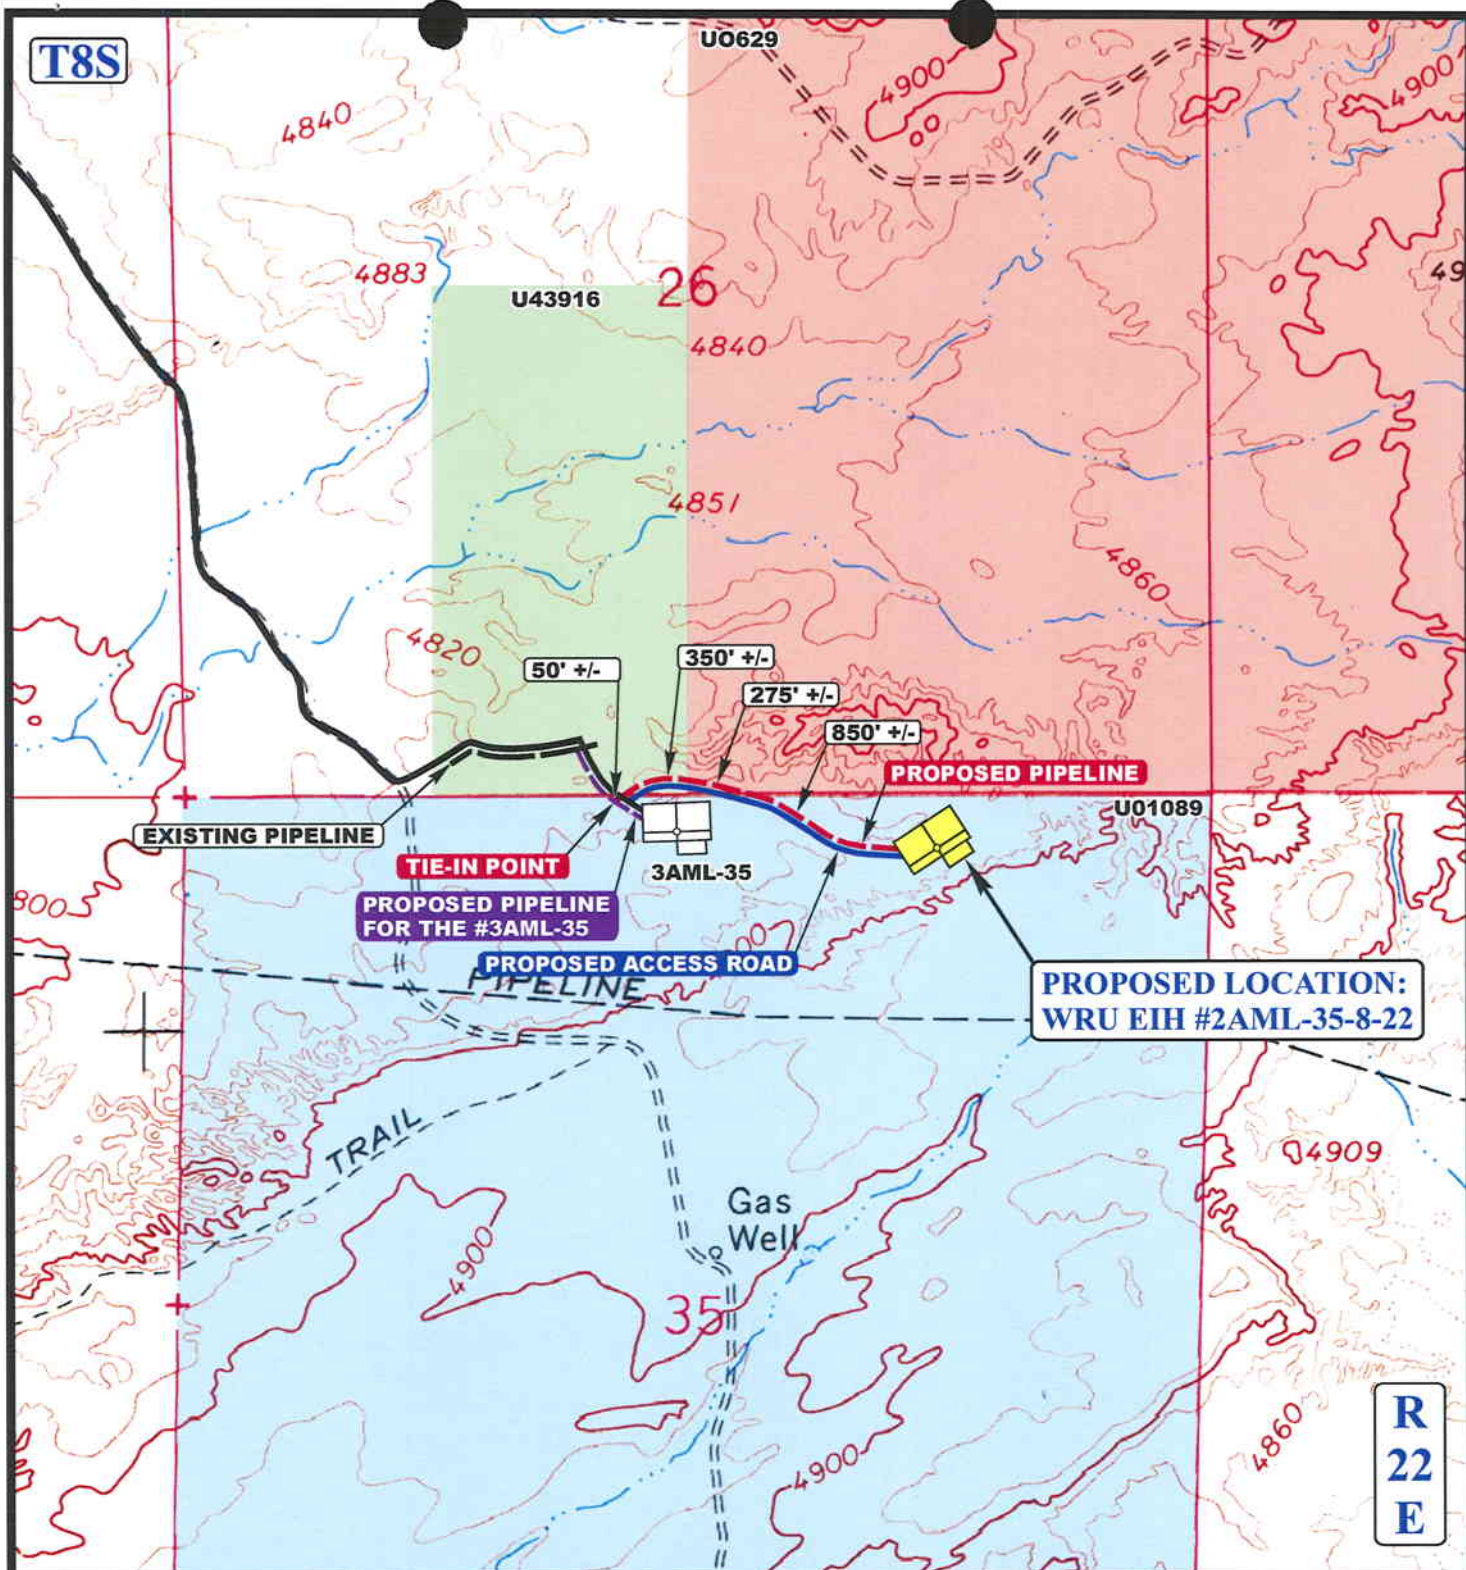 T8S
UO629
4900
4900
4840
4883
U43916
26
49
4840
4851
4860
4820
50' +/-
350' +/-
275' +/-
850' +/-
PROPOSED PIPELINE
U01089
EXISTING PIPELINE
TIE-IN POINT
3AML-35
PROPOSED PIPELINE
FOR THE #3AML-35
800
PROPOSED ACCESS ROAD
PIPELINE
PROPOSED LOCATION:
WRU EIH #2AML-35-8-22
TRAIL
4909
Gas
Well
4900
35
4860
4900
R
22
E